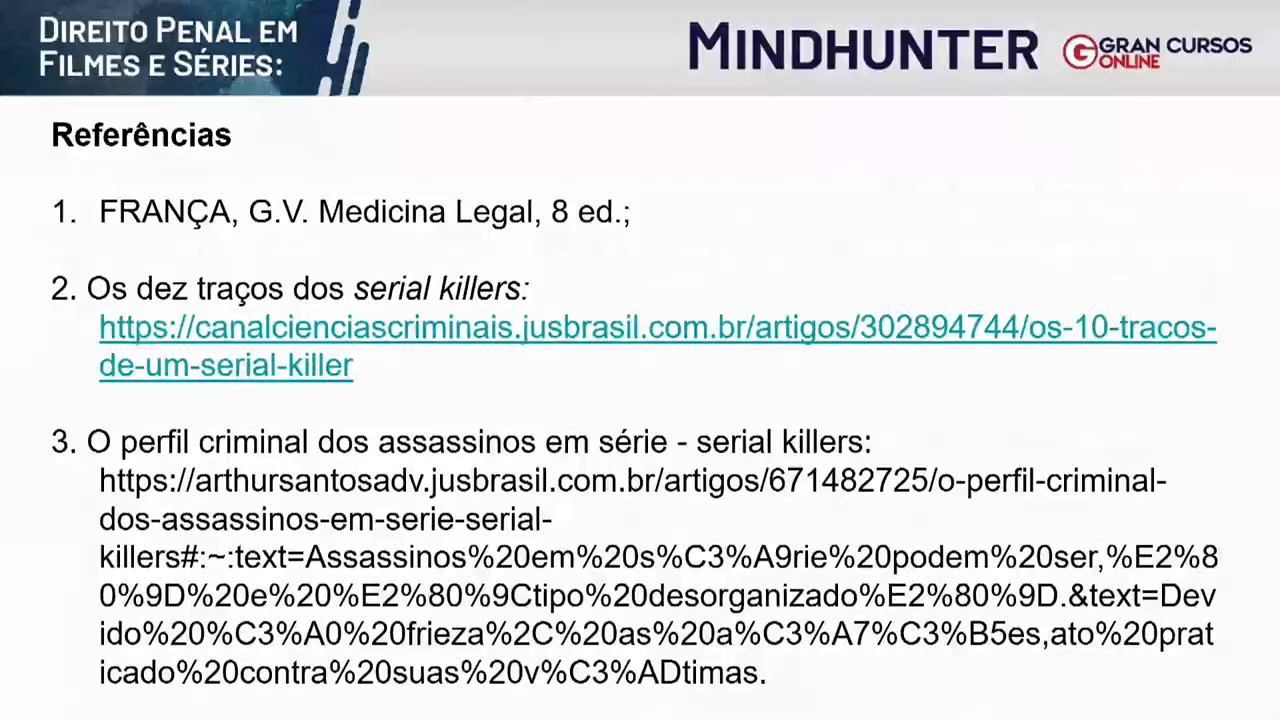 DIREITO PENAL EM
FILMES E SÉRIES:
MINDHUNTER
GRAN CURSOS
ONLINE
Referências
1. FRANÇA, G.V. Medicina Legal, 8 ed.;
2. Os dez traços dos serial killers:
https://canalcienciascriminais.jusbrasil.com.br/artigos/302894744/os-10-tracos-
de-um-serial-killer
3. O perfil criminal dos assassinos em série - serial killers:
https://arthursantosadv.jusbrasil.com.br/artigos/671482725/o-perfil-criminal-
dos-assassinos-em-serie-serial-
killers#:~:text=Assassinos%20em%20s%C3%A9rie%20podem%20ser,%E2%8
0%9D%20e%20%E2%80%9Ctipo%20desorganizado%E2%80%9D.&text=Dev
ido%20%C3%A0%20frieza%2C%20as%20a%C3%A7%C3%B5es,ato%20prat
icado%20contra%20suas%20v%C3%ADtimas.